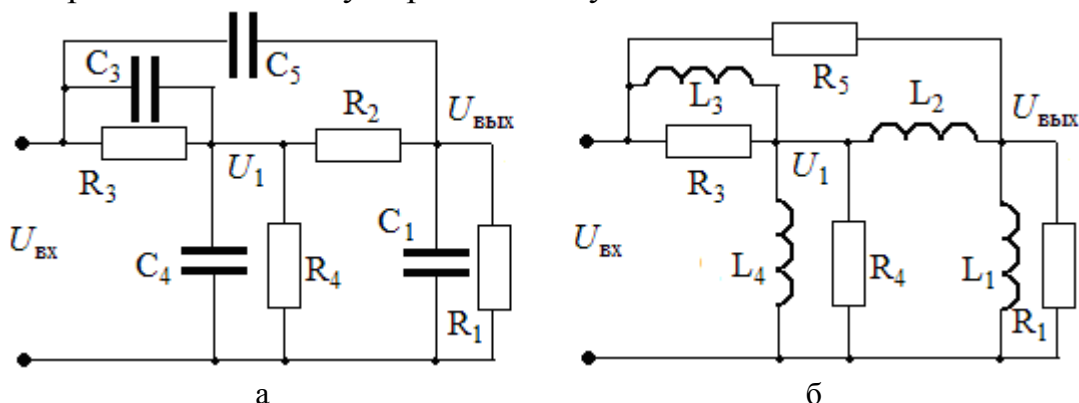 C₃
C₅
R₂
Uвых
R₃
U₁
Uвх
C₄
R₄
C₁
R₁
а
R₅
L₃
L₂
Uвых
R₃
U₁
Uвх
L₄
R₄
L₁
R₁
б